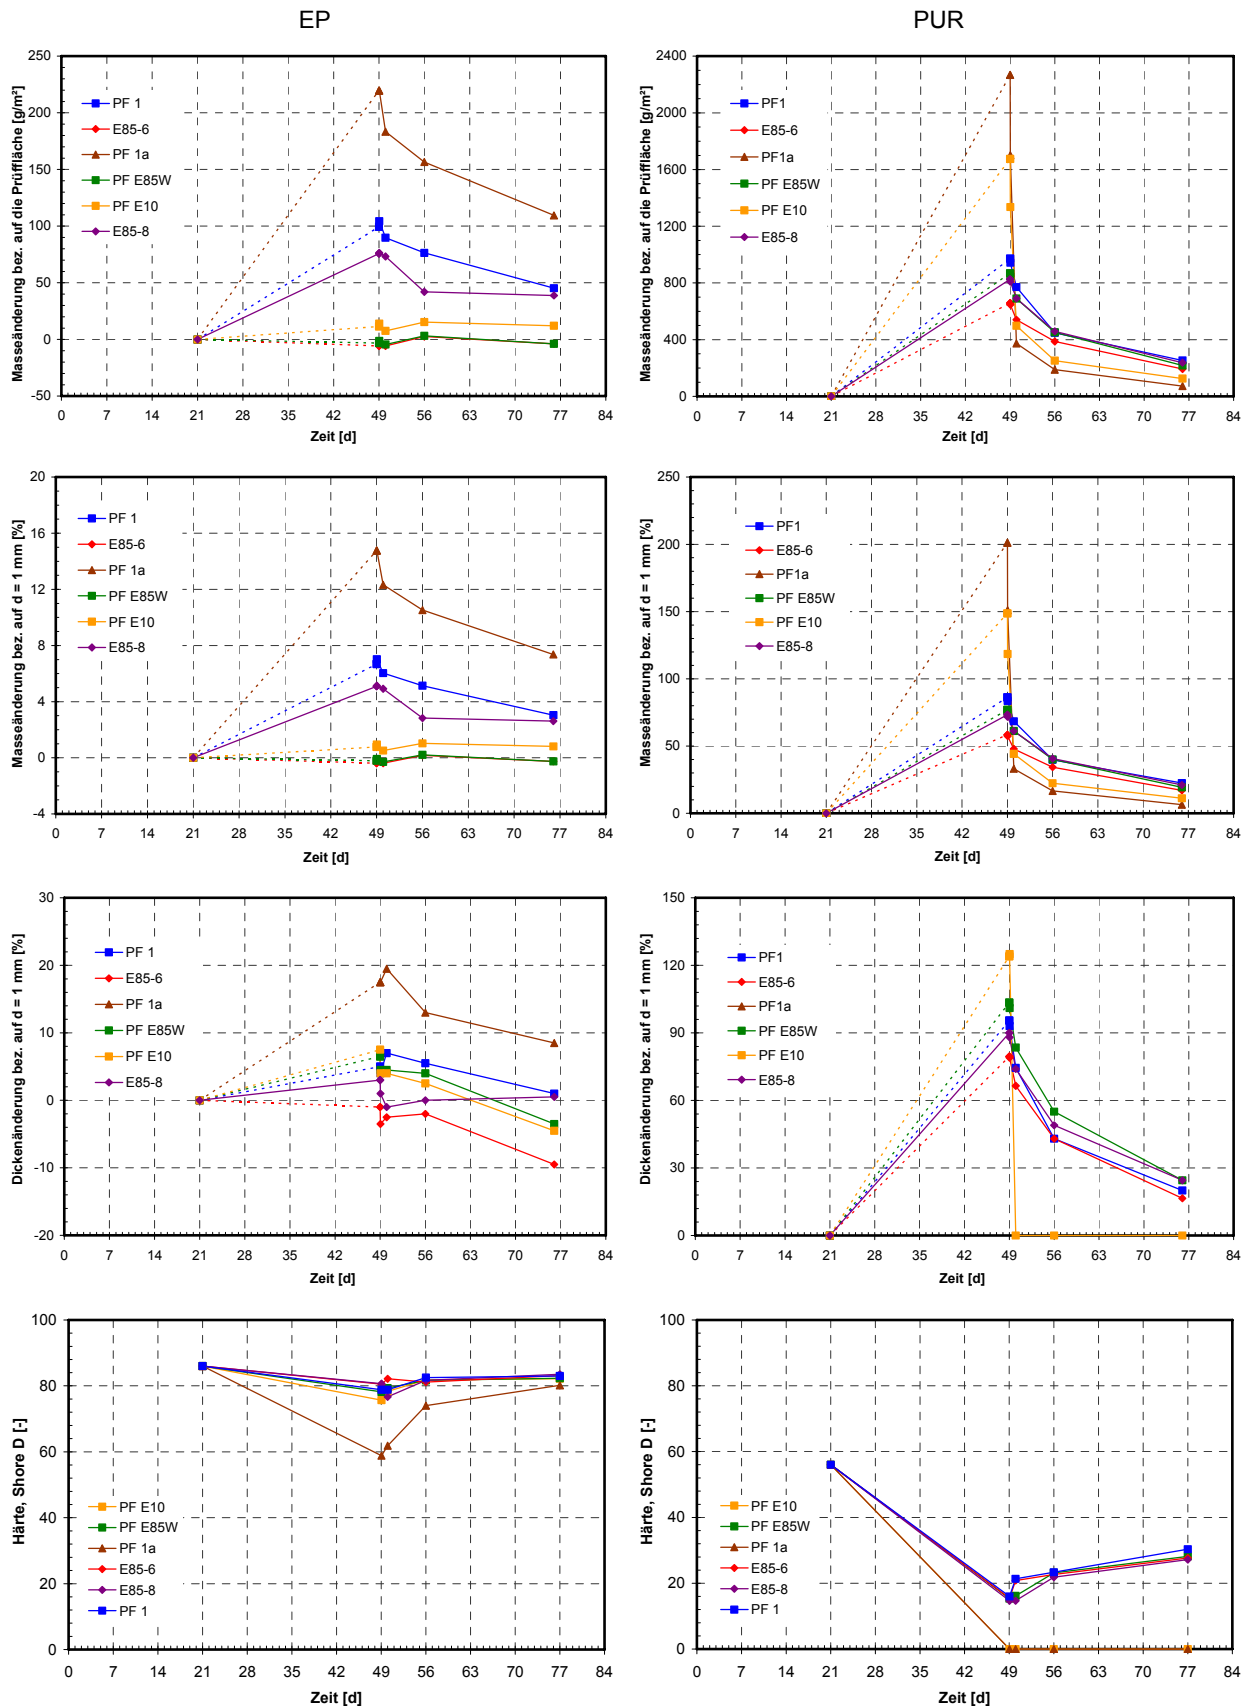 EP
PUR
Masseänderung bez. auf die Prüffläche [g/m²]
250
200
150
100
50
0
-50
PF 1
E85-6
PF 1a
PF E85W
PF E10
E85-8
0 7 14 21 28 35 42 49 56 63 70 77 84
Zeit [d]
Masseänderung bez. auf die Prüffläche [g/m²]
2400
2000
1600
1200
800
400
0
PF1
E85-6
PF1a
PF E85W
PF E10
E85-8
0 7 14 21 28 35 42 49 56 63 70 77 84
Zeit [d]
Masseänderung bez. auf d = 1 mm [%]
20
16
12
8
4
0
-4
PF 1
E85-6
PF 1a
PF E85W
PF E10
E85-8
0 7 14 21 28 35 42 49 56 63 70 77 84
Zeit [d]
Masseänderung bez. auf d = 1 mm [%]
250
200
150
100
50
0
PF1
E85-6
PF1a
PF E85W
PF E10
E85-8
0 7 14 21 28 35 42 49 56 63 70 77 84
Zeit [d]
Dickenänderung bez. auf d = 1 mm [%]
30
20
10
0
-10
-20
PF 1
E85-6
PF 1a
PF E85W
PF E10
E85-8
0 7 14 21 28 35 42 49 56 63 70 77 84
Zeit [d]
Dickenänderung bez. auf d = 1 mm [%]
150
120
90
60
30
0
PF1
E85-6
PF1a
PF E85W
PF E10
E85-8
0 7 14 21 28 35 42 49 56 63 70 77 84
Zeit [d]
Härte, Shore D [-]
100
80
60
40
20
0
PF E10
PF E85W
PF 1a
E85-6
E85-8
PF 1
0 7 14 21 28 35 42 49 56 63 70 77 84
Zeit [d]
Härte, Shore D [-]
100
80
60
40
20
0
PF E10
PF E85W
PF 1a
E85-6
E85-8
PF 1
0 7 14 21 28 35 42 49 56 63 70 77 84
Zeit [d]